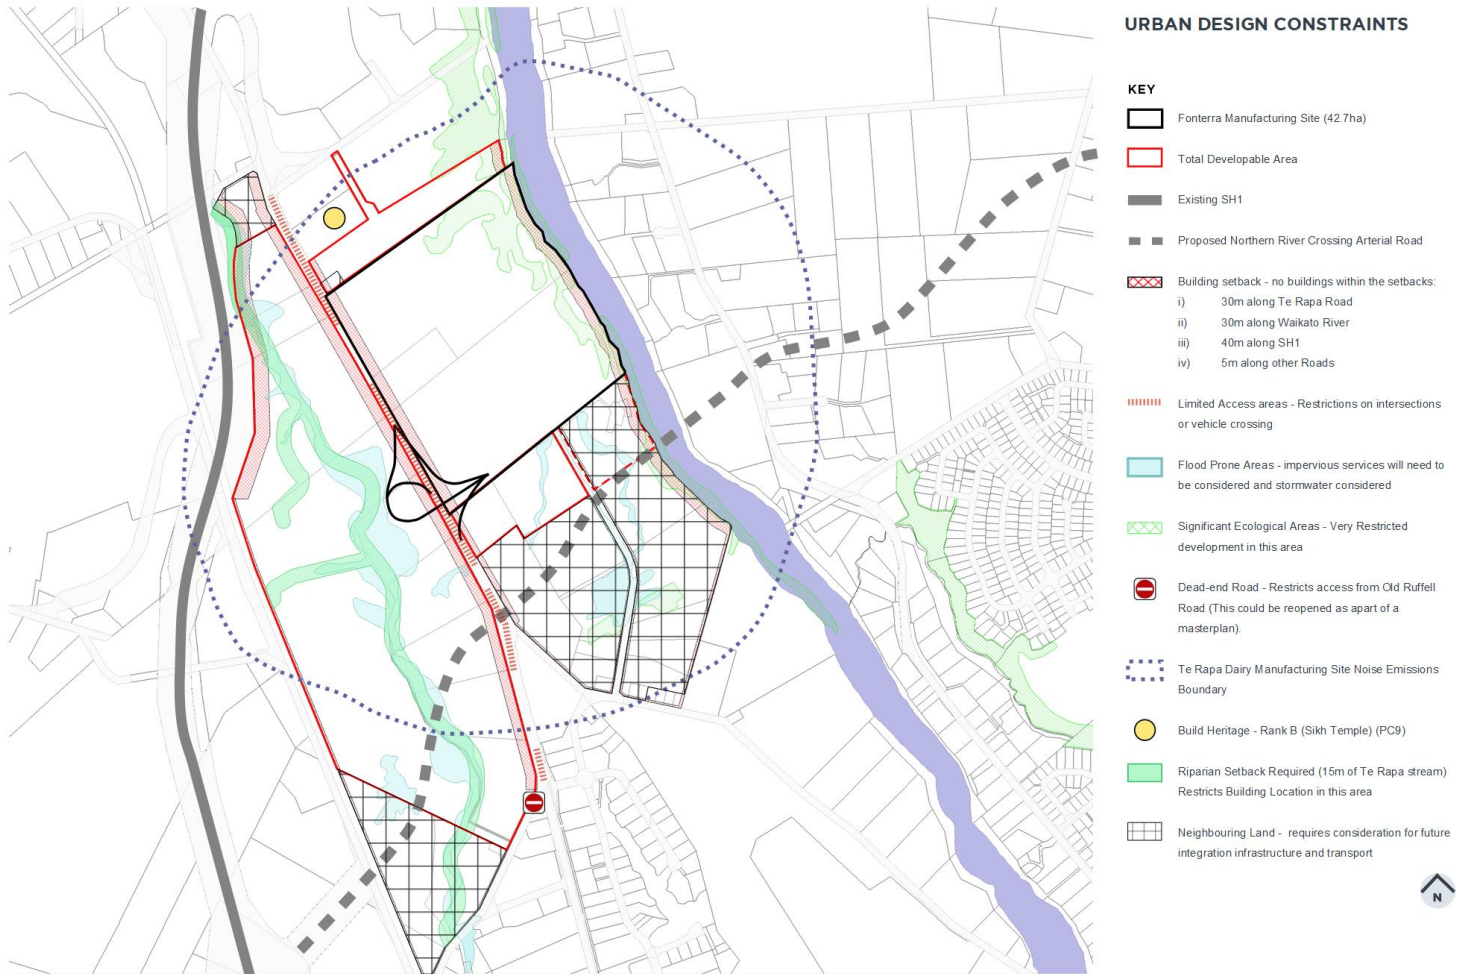 URBAN DESIGN CONSTRAINTS
KEY
Fonterra Manufacturing Site (42.7ha)
Total Developable Area
Existing SH1
Proposed Northern River Crossing Arterial Road
Building setback - no buildings within the setbacks:
i) 30m along Te Rapa Road
ii) 30m along Waikato River
iii) 40m along SH1
iv) 5m along other Roads
Limited Access areas - Restrictions on intersections
or vehicle crossing
Flood Prone Areas - impervious services will need to
be considered and stormwater considered
Significant Ecological Areas - Very Restricted
development in this area
Dead-end Road - Restricts access from Old Ruffell
Road (This could be reopened as apart of a
masterplan).
Te Rapa Dairy Manufacturing Site Noise Emissions
Boundary
Build Heritage - Rank B (Sikh Temple) (PC9)
Riparian Setback Required (15m of Te Rapa stream)
Restricts Building Location in this area
Neighbouring Land - requires consideration for future
integration infrastructure and transport
N